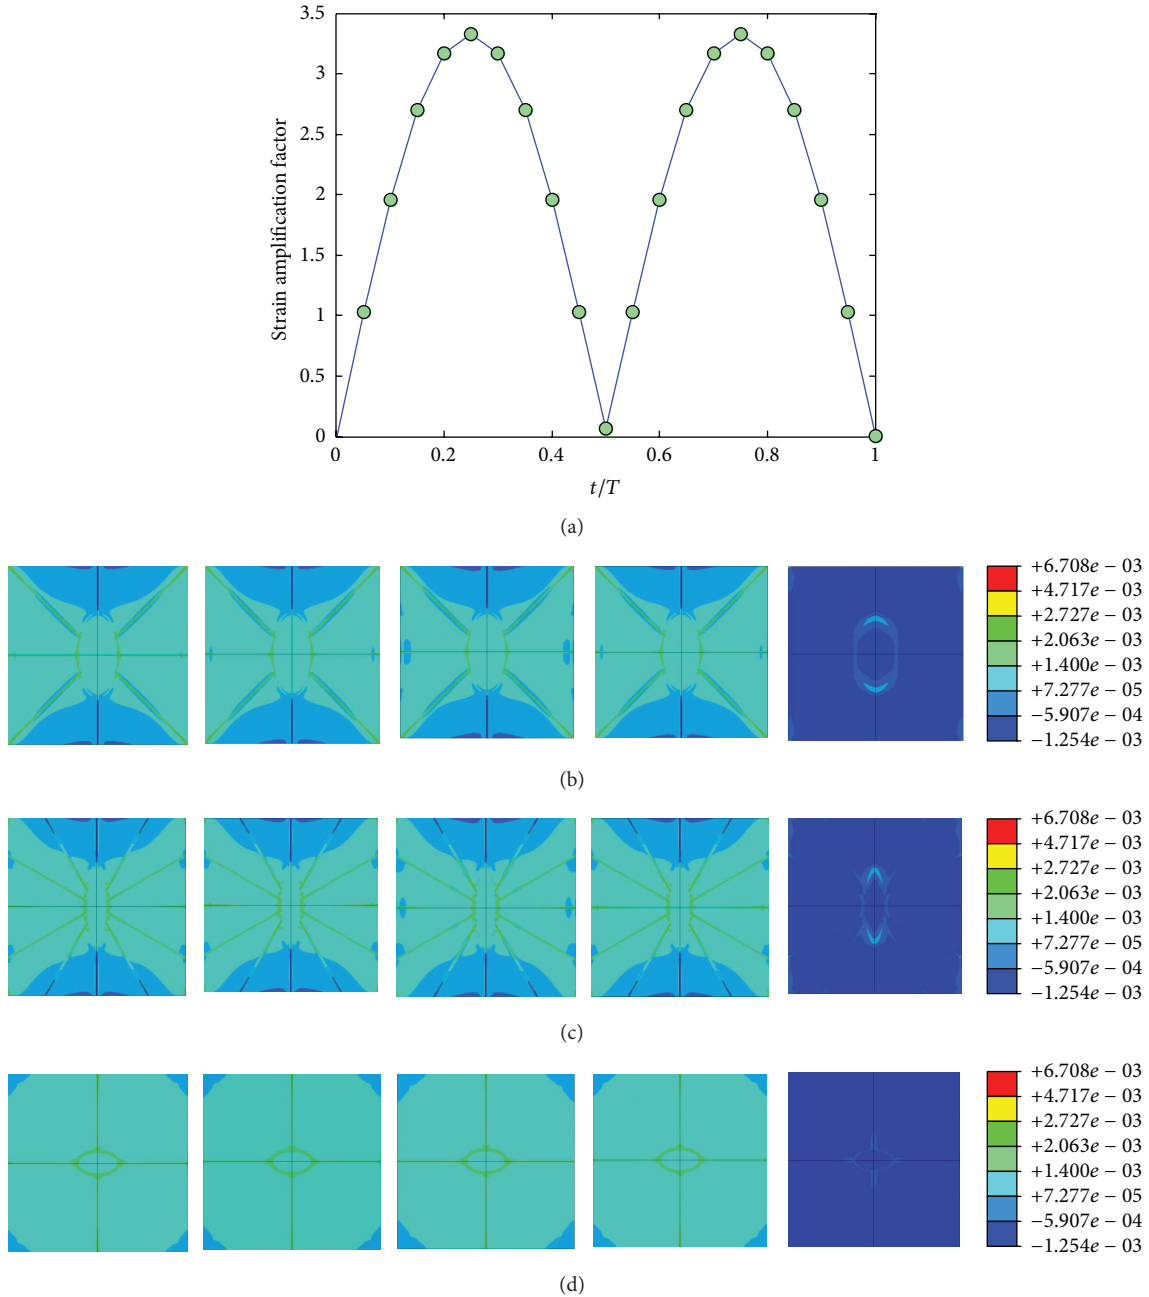 3.5
3
2.5
2
1.5
1
0.5
0
Strain amplification factor
0 0.2 0.4 0.6 0.8 1
t/T
(a)
+6.708e − 03
+4.717e − 03
+2.727e − 03
+2.063e − 03
+1.400e − 03
+7.277e − 05
−5.907e − 04
−1.254e − 03
(b)
+6.708e − 03
+4.717e − 03
+2.727e − 03
+2.063e − 03
+1.400e − 03
+7.277e − 05
−5.907e − 04
−1.254e − 03
(c)
+6.708e − 03
+4.717e − 03
+2.727e − 03
+2.063e − 03
+1.400e − 03
+7.277e − 05
−5.907e − 04
−1.254e − 03
(d)